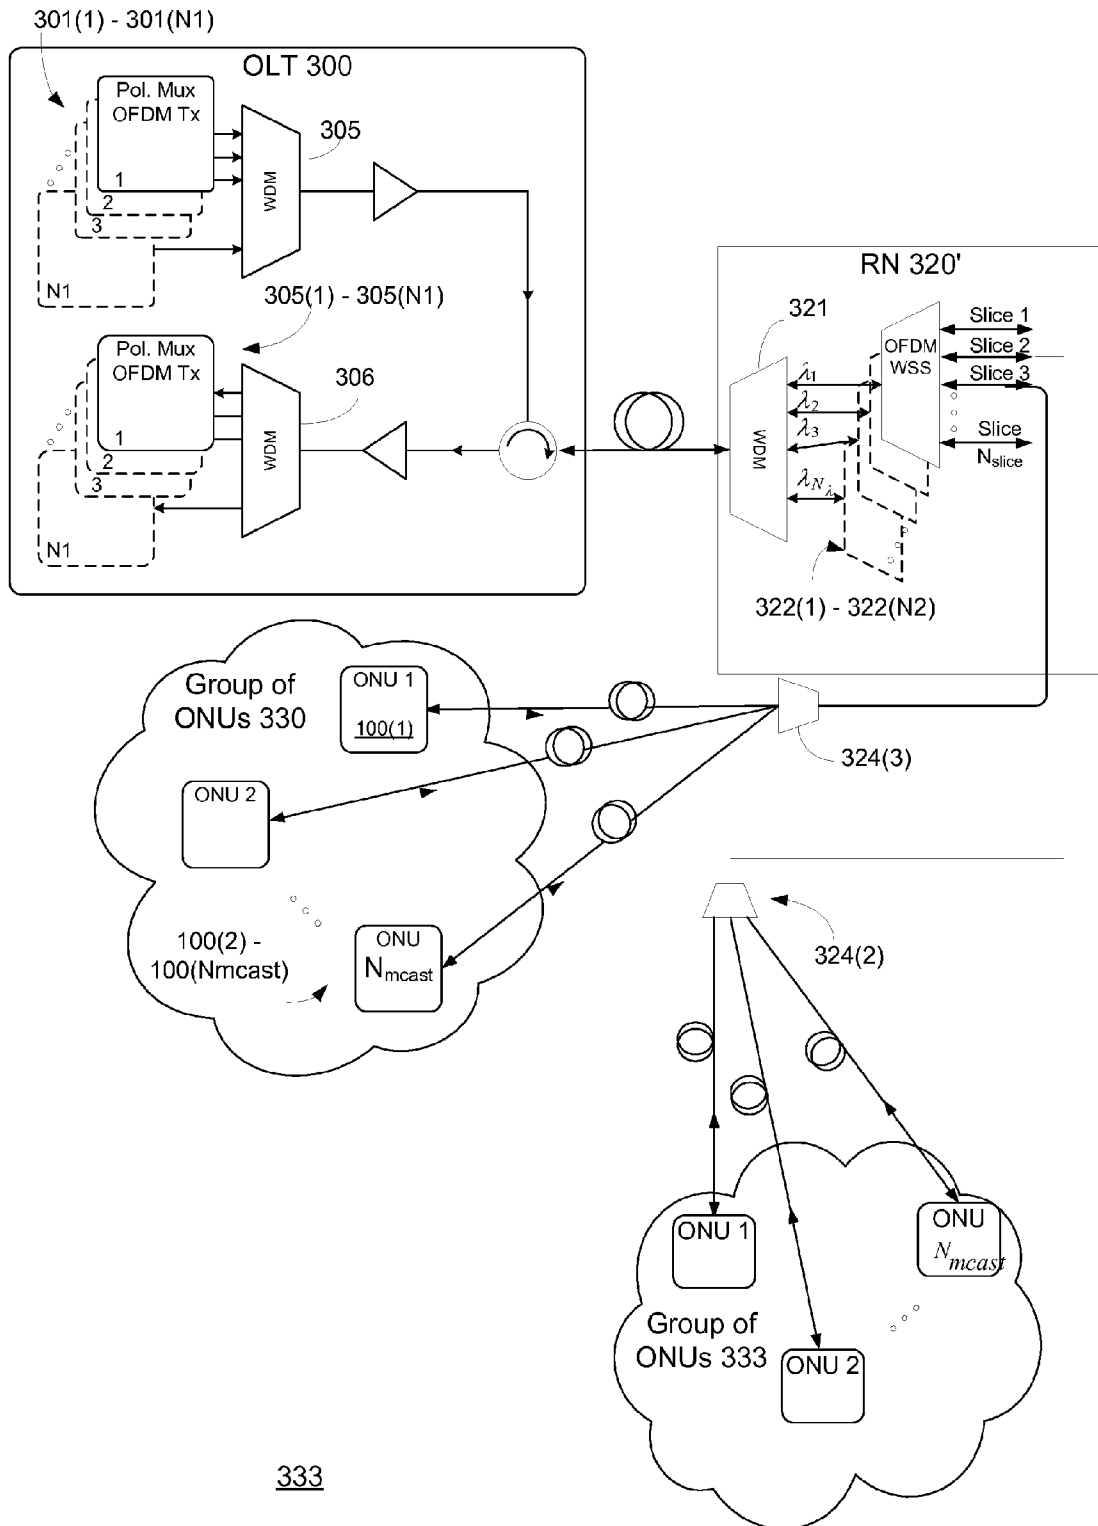 301(1) - 301(N1)
OLT 300
Pol. Mux
OFDM Tx
1
2
3
N1
WDM
305
305(1) - 305(N1)
Pol. Mux
OFDM Tx
1
2
3
N1
WDM
306
RN 320'
321
WDM
λ1
λ2
λ3
λNλ
OFDM
WSS
Slice 1
Slice 2
Slice 3
Slice
Nslice
322(1) - 322(N2)
Group of
ONUs 330
ONU 1
100(1)
ONU 2
ONU
Nmcast
100(2) -
100(Nmcast)
324(3)
324(2)
ONU 1
ONU
Nmcast
Group of
ONUs 333
ONU 2
333